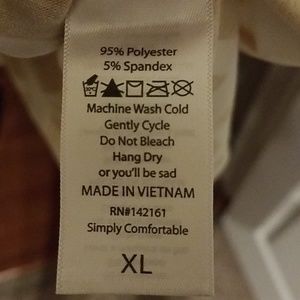 95% Polyester
5% Spandex
Machine Wash Cold
Gently Cycle
Do Not Bleach
Hang Dry
or you'll be sad
MADE IN VIETNAM
RN#142161
Simply Comfortable
XL